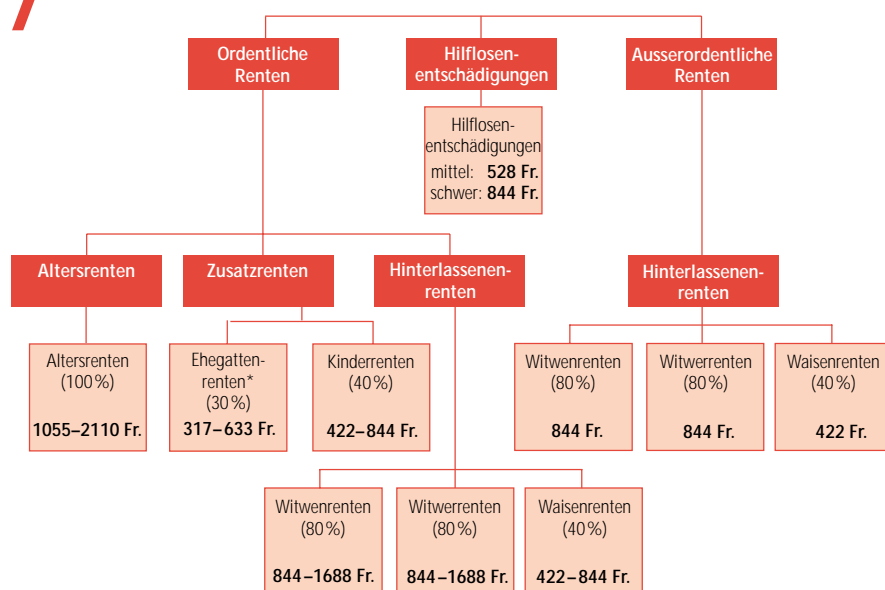 Ordentliche
Renten
Hilflosen-
entschädigungen
Ausserordentliche
Renten
Hilflosen-
entschädigungen
mittel: 528 Fr.
schwer: 844 Fr.
Altersrenten
Zusatzrenten
Hinterlassenen-
renten
Hinterlassenen-
renten
Altersrenten
(100%)
1055–2110 Fr.
Ehegatten-
renten*
(30%)
317–633 Fr.
Kinderrenten
(40%)
422–844 Fr.
Witwenrenten
(80%)
844 Fr.
Witwerrenten
(80%)
844 Fr.
Waisenrenten
(40%)
422 Fr.
Witwenrenten
(80%)
844–1688 Fr.
Witwerrenten
(80%)
844–1688 Fr.
Waisenrenten
(40%)
422–844 Fr.